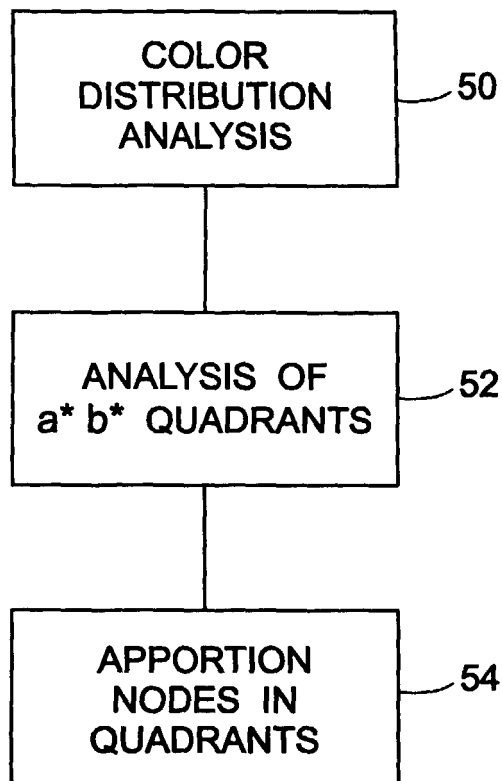 COLOR
DISTRIBUTION
ANALYSIS
50
ANALYSIS OF
a* b* QUADRANTS
52
APPORTION
NODES IN
QUADRANTS
54